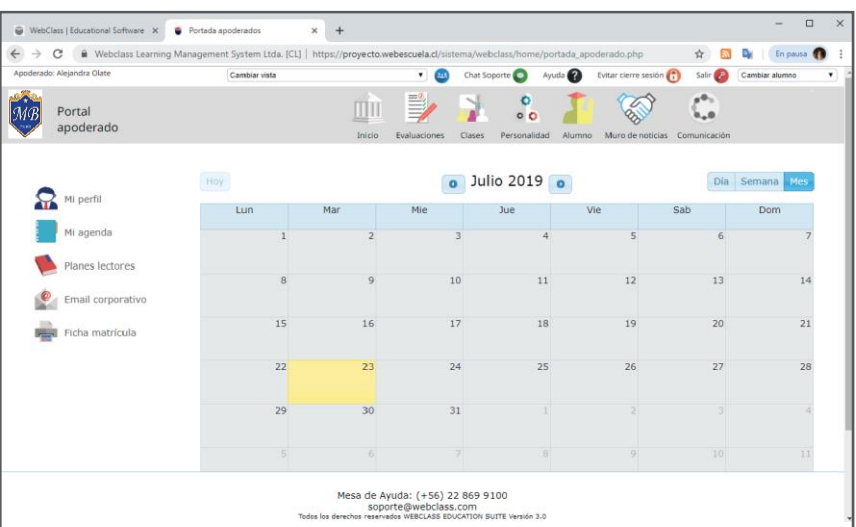 WebClass | Educational Software
Portada apoderados
Webclass Learning Management System Ltda. [CL] | https://proyecto.webescuela.cl/sistema/webclass/home/portada_apoderado.php
En pausa
Apoderado: Alejandra Olate
Cambiar vista
Chat Soporte
Ayuda
Evitar cierre sesión
Salir
Cambiar alumno
MB
Portal
apoderado
Inicio Evaluaciones Clases Personalidad Alumno Muro de noticias Comunicación
Mi perfil
Mi agenda
Planes lectores
Email corporativo
Ficha matrícula
Hoy
Julio 2019
Día Semana Mes
Lun Mar Mie Jue Vie Sab Dom
1 2 3 4 5 6 7
8 9 10 11 12 13 14
15 16 17 18 19 20 21
22 23 24 25 26 27 28
29 30 31 1 2 3 4
5 6 7 8 9 10 11
Mesa de Ayuda: (+56) 22 869 9100
soporte@webclass.com
Todos los derechos reservados WEBCLASS EDUCATION SUITE Versión 3.0